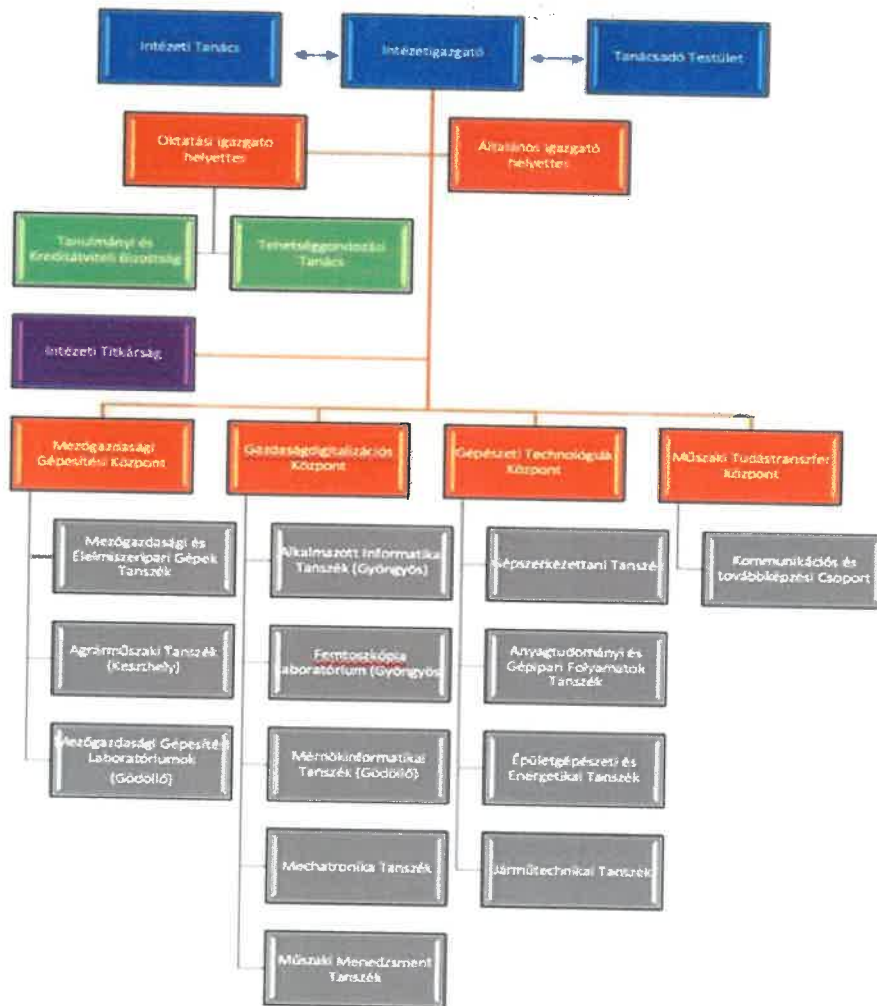 Intézeti Tanács
Intézetigazgató
Tanácsadó Testület
Oktatási igazgató
helyettes
Általános igazgató
helyettes
Tanulmányi és
Kreditátviteli Bizottság
Tehetséggondozási
Tanács
Intézeti Titkárság
Mezőgazdasági
Gépesítési Központ
Gazdaságdigitalizációs
Központ
Gépészeti Technológiák
Központ
Műszaki Tudástranszfer
Központ
Mezőgazdasági és
Élelmiszeripari Gépek
Tanszék
Agrárműszaki Tanszék
(Keszthely)
Mezőgazdasági Gépesítési
Laboratóriumok
(Gödöllő)
Alkalmazott Informatika
Tanszék (Gyöngyös)
Femtoszkópia
Laboratórium (Gyöngyös
Mérnökinformatikai
Tanszék (Gödöllő)
Mechatronika Tanszék
Műszaki Menedzsment
Tanszék
Gépszerkezettani Tanszék
Anyagtudományi és
Gépipari Folyamatok
Tanszék
Épületgépészeti és
Energetikai Tanszék
Járműtechnikai Tanszék
Kommunikációs és
továbbképzési Csoport